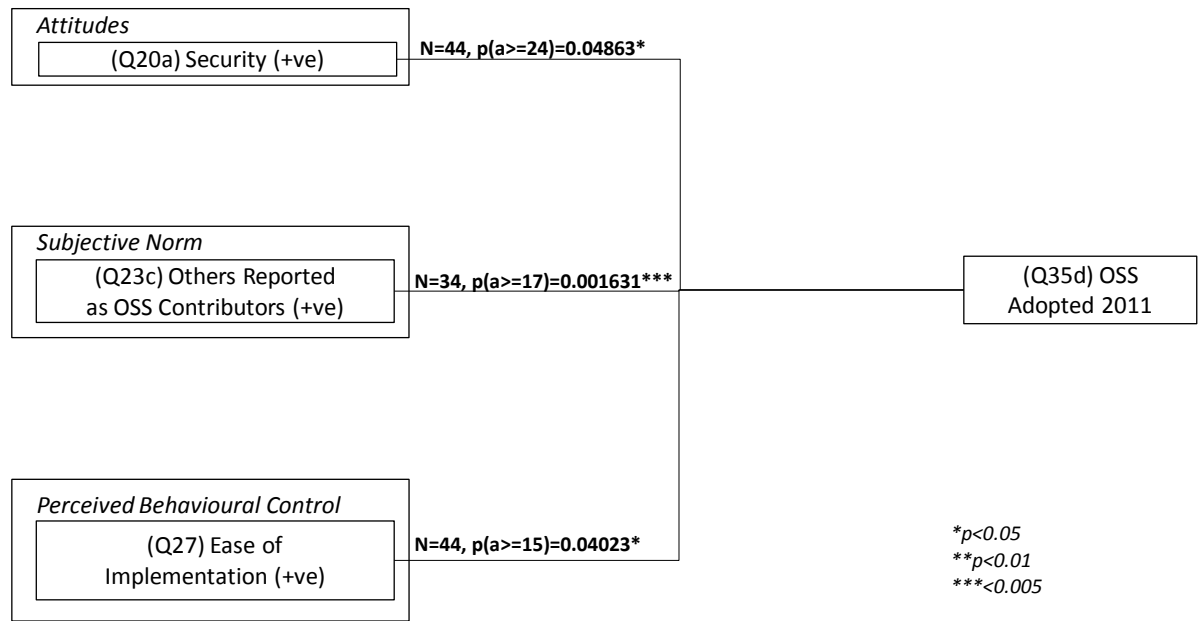 Attitudes
(Q20a) Security (+ve)
N=44, p(a>=24)=0.04863*
Subjective Norm
(Q23c) Others Reported
as OSS Contributors (+ve)
N=34, p(a>=17)=0.001631***
(Q35d) OSS
Adopted 2011
Perceived Behavioural Control
(Q27) Ease of
Implementation (+ve)
N=44, p(a>=15)=0.04023*
*p<0.05
**p<0.01
***<0.005